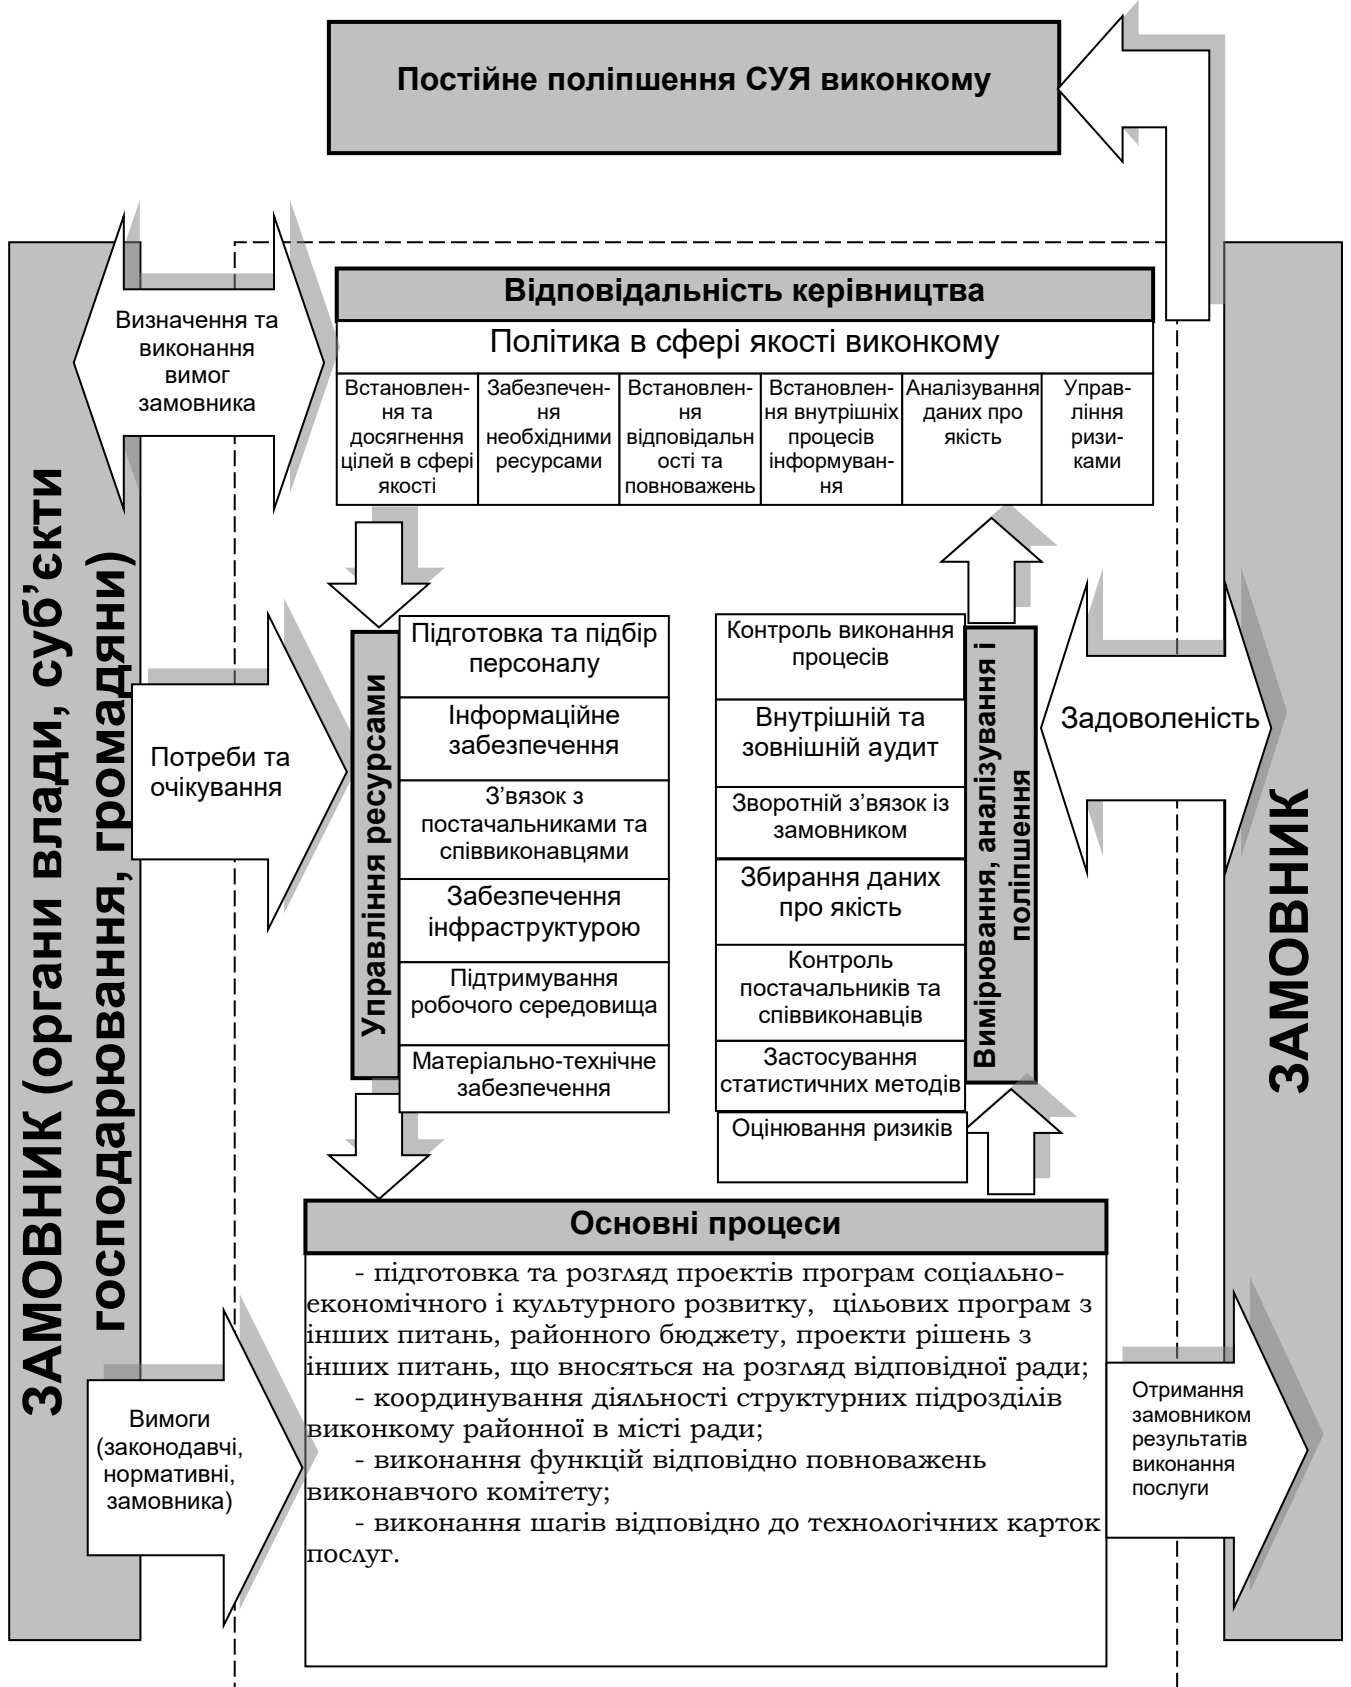 Постійне поліпшення СУЯ виконкому
ЗАМОВНИК (органи влади, суб’єкти
господарювання, громадяни)
Визначення та
виконання
вимог
замовника
Відповідальність керівництва
Політика в сфері якості виконкому
Встановлен-
ня та
досягнення
цілей в сфері
якості
Забезпечен-
ня
необхідними
ресурсами
Встановлен-
ня
відповідальн
ості та
повноважень
Встановлен-
ня внутрішніх
процесів
інформуван-
ня
Аналізування
даних про
якість
Управ-
ління
ризи-
ками
Потреби та
очікування
Управління ресурсами
Підготовка та підбір
персоналу
Інформаційне
забезпечення
З’вязок з
постачальниками та
співвиконавцями
Забезпечення
інфраструктурою
Підтримування
робочого середовища
Матеріально-технічне
забезпечення
Контроль виконання
процесів
Внутрішній та
зовнішній аудит
Зворотній з’вязок із
замовником
Збирання даних
про якість
Контроль
постачальників та
співвиконавців
Застосування
статистичних методів
Оцінювання ризиків
Вимірювання, аналізування і
поліпшення
Задоволеність
ЗАМОВНИК
Вимоги
(законодавчі,
нормативні,
замовника)
Основні процеси
- підготовка та розгляд проектів програм соціально-
економічного і культурного розвитку, цільових програм з
інших питань, районного бюджету, проекти рішень з
інших питань, що вносяться на розгляд відповідної ради;
- координування діяльності структурних підрозділів
виконкому районної в місті ради;
- виконання функцій відповідно повноважень
виконавчого комітету;
- виконання шагів відповідно до технологічних карток
послуг.
Отримання
замовником
результатів
виконання
послуги